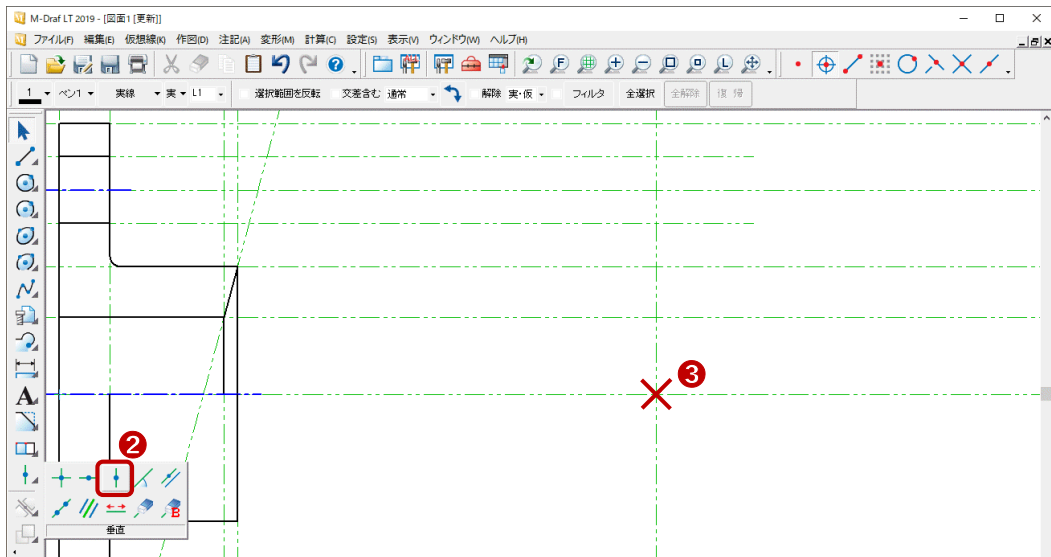 M-Draf LT 2019 - [図面1 [更新]]
ファイル(F) 編集(E) 仮想線(K) 作図(D) 注記(A) 変形(M) 計算(C) 設定(S) 表示(V) ウィンドウ(W) ヘルプ(H)
1 ペン1 実線 実 L1 選択範囲を反転 交差含む 通常 解除 実・仮 フィルタ 全選択 全解除 復 帰
❸
❷
垂直